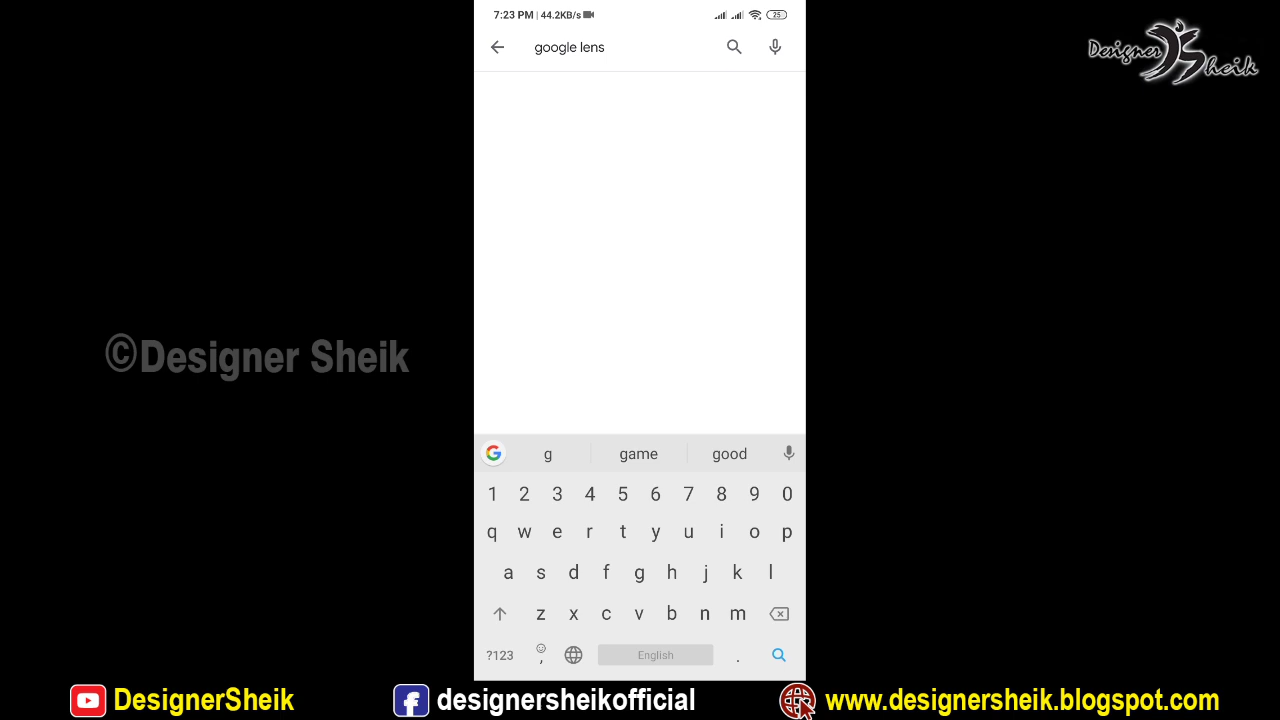 7:23 PM | 44.2KB/s
25
google lens
Designer Sheik
©Designer Sheik
g game good
1 2 3 4 5 6 7 8 9 0
q w e r t y u i o p
a s d f g h j k l
z x c v b n m
?123 , English .
DesignerSheik
designersheikofficial
www.designersheik.blogspot.com